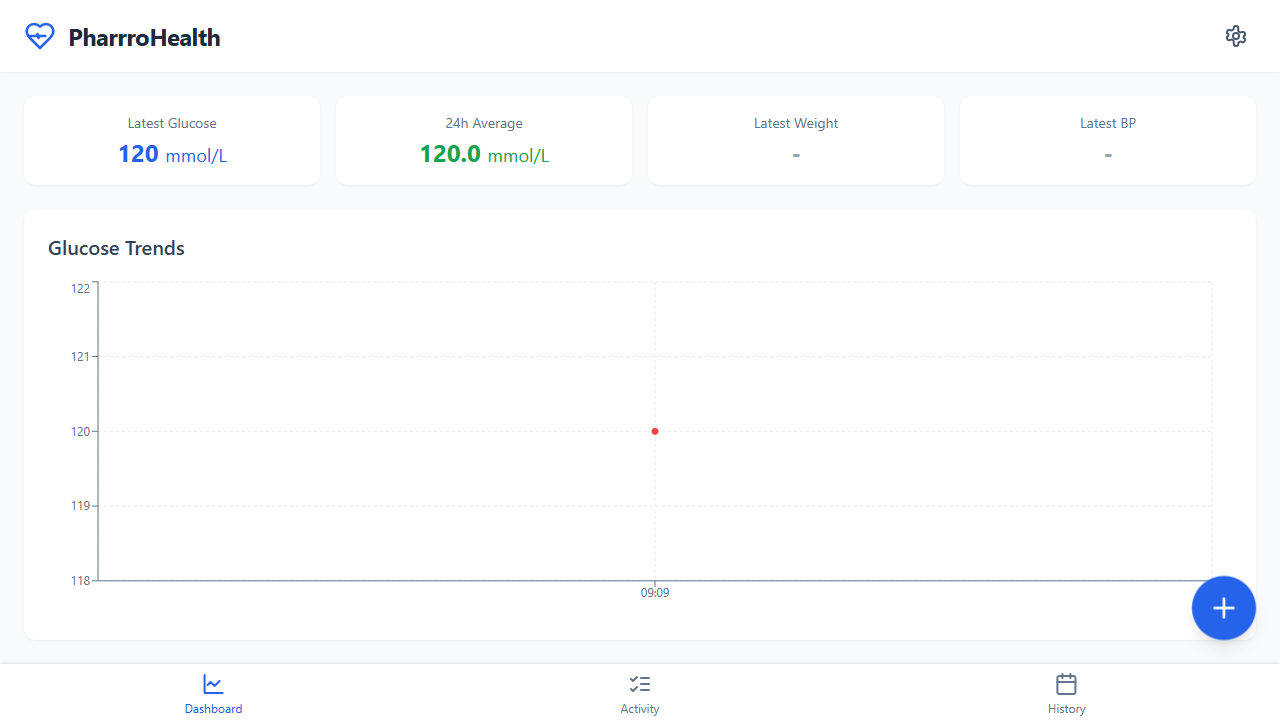 PharrroHealth
Latest Glucose
120 mmol/L
24h Average
120.0 mmol/L
Latest Weight
-
Latest BP
-
Glucose Trends
122
121
120
119
118
09:09
Dashboard
Activity
History